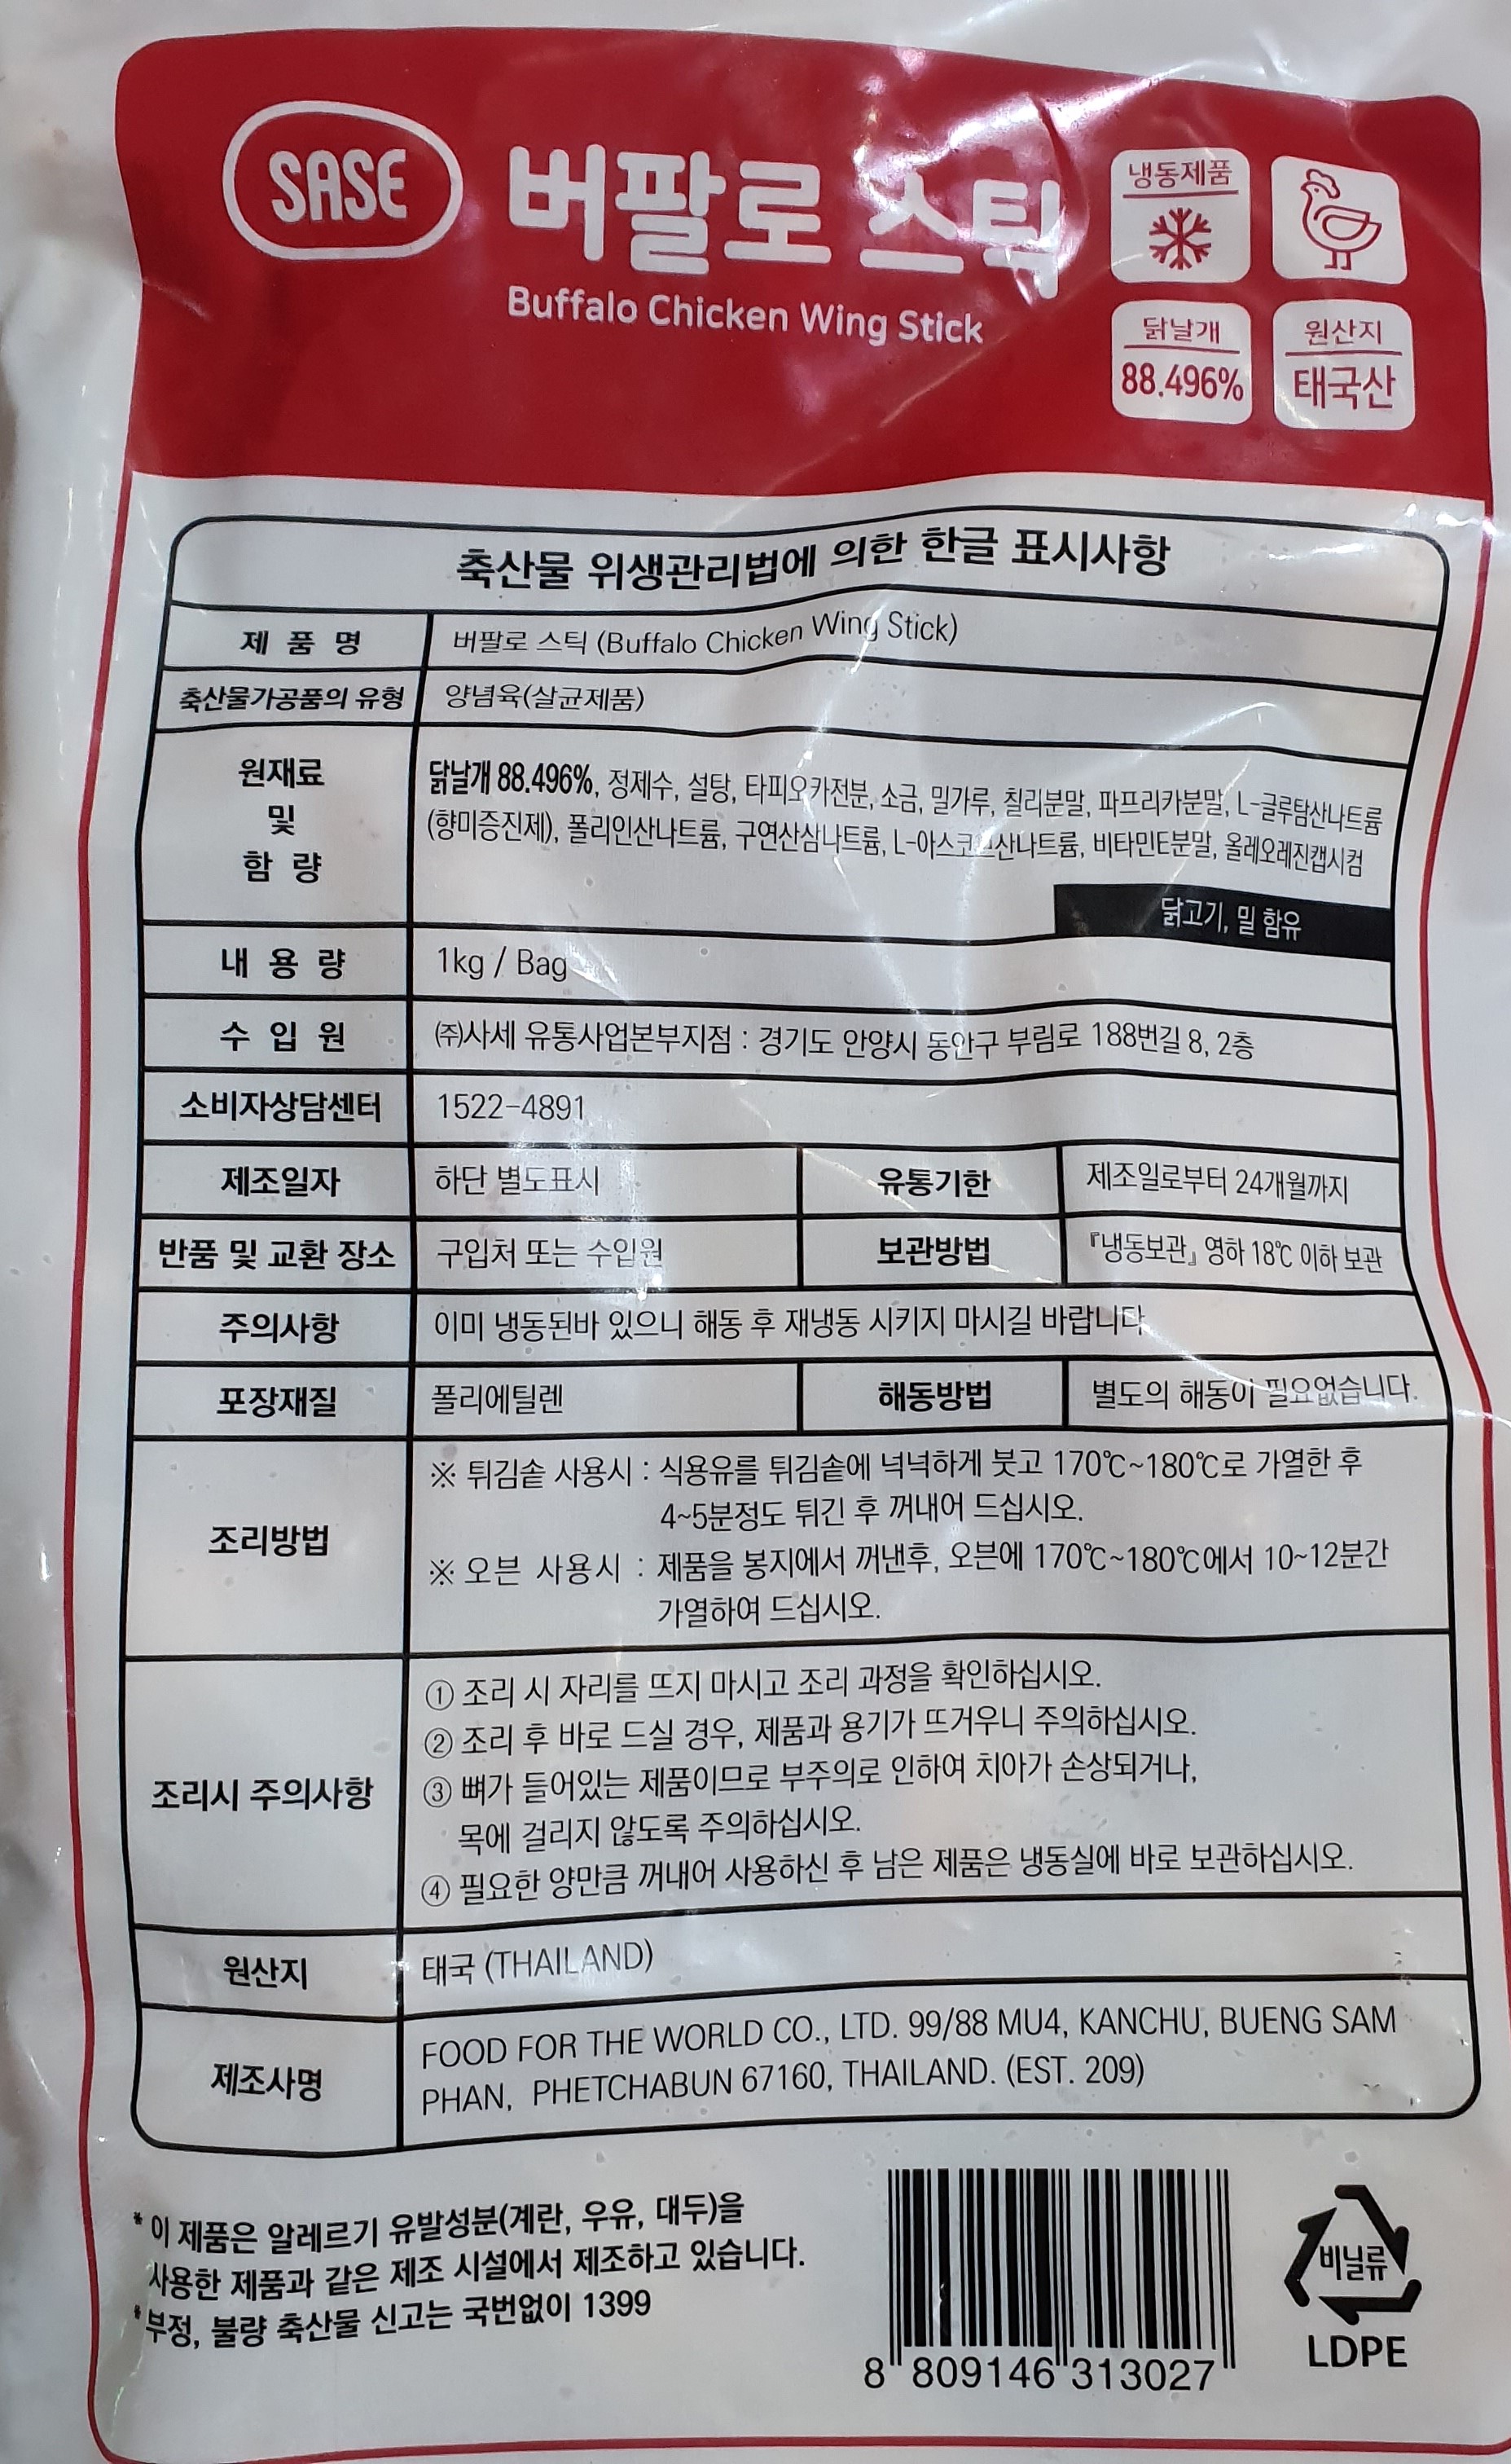 SASE
버팔로 스틱
Buffalo Chicken Wing Stick
냉동제품
닭날개
88.496%
원산지
태국산
축산물 위생관리법에 의한 한글 표시사항
제 품 명
버팔로 스틱 (Buffalo Chicken Wing Stick)
축산물가공품의 유형
양념육(살균제품)
원재료
및
함 량
닭날개 88.496%, 정제수, 설탕, 타피오카전분, 소금, 밀가루, 칠리분말, 파프리카분말, L-글루탐산나트륨
(향미증진제), 폴리인산나트륨, 구연산삼나트륨, L-아스코브산나트륨, 비타민E분말, 올레오레진캡시컴
닭고기, 밀 함유
내 용 량
1kg / Bag
수 입 원
㈜사세 유통사업본부지점 : 경기도 안양시 동안구 부림로 188번길 8, 2층
소비자상담센터
1522-4891
제조일자
하단 별도표시
유통기한
제조일로부터 24개월까지
반품 및 교환 장소
구입처 또는 수입원
보관방법
『냉동보관』 영하 18℃ 이하 보관
주의사항
이미 냉동된바 있으니 해동 후 재냉동 시키지 마시길 바랍니다
포장재질
폴리에틸렌
해동방법
별도의 해동이 필요없습니다.
조리방법
※ 튀김솥 사용시 : 식용유를 튀김솥에 넉넉하게 붓고 170℃~180℃로 가열한 후
4~5분정도 튀긴 후 꺼내어 드십시오.
※ 오븐 사용시 : 제품을 봉지에서 꺼낸후, 오븐에 170℃~180℃에서 10~12분간
가열하여 드십시오.
조리시 주의사항
① 조리 시 자리를 뜨지 마시고 조리 과정을 확인하십시오.
② 조리 후 바로 드실 경우, 제품과 용기가 뜨거우니 주의하십시오.
③ 뼈가 들어있는 제품이므로 부주의로 인하여 치아가 손상되거나,
목에 걸리지 않도록 주의하십시오.
④ 필요한 양만큼 꺼내어 사용하신 후 남은 제품은 냉동실에 바로 보관하십시오.
원산지
태국 (THAILAND)
제조사명
FOOD FOR THE WORLD CO., LTD. 99/88 MU4, KANCHU, BUENG SAM
PHAN, PHETCHABUN 67160, THAILAND. (EST. 209)
* 이 제품은 알레르기 유발성분(계란, 우유, 대두)을
사용한 제품과 같은 제조 시설에서 제조하고 있습니다.
* 부정, 불량 축산물 신고는 국번없이 1399
8 809146 313027
비닐류
LDPE